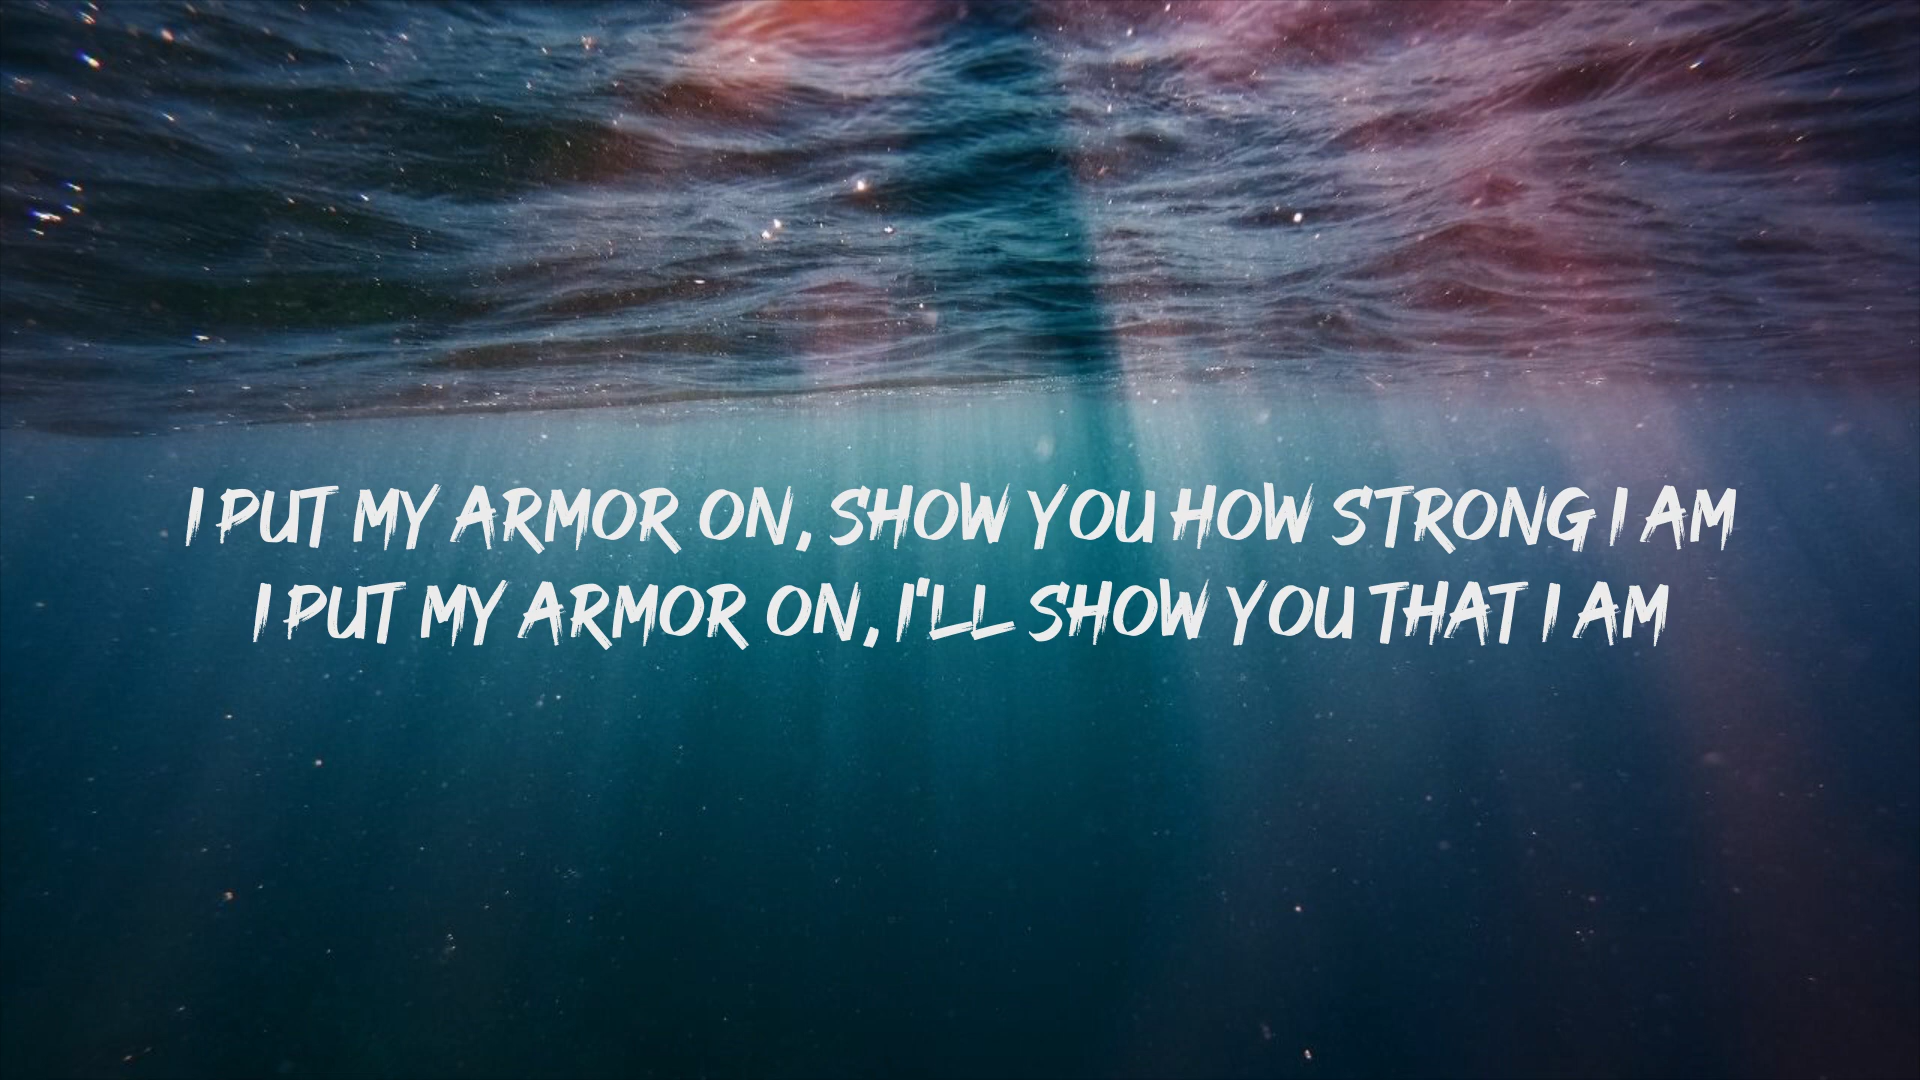 I PUT MY ARMOR ON, SHOW YOU HOW STRONG I AM
I PUT MY ARMOR ON, I'LL SHOW YOU THAT I AM